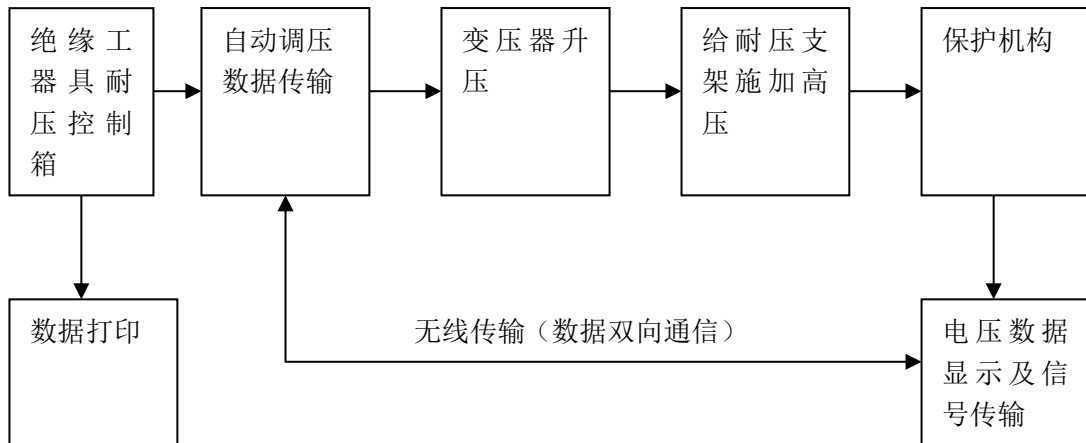 绝缘工
器具耐
压控制
箱
自动调压
数据传输
变压器升
压
给耐压支
架施加高
压
保护机构
数据打印
无线传输（数据双向通信）
电压数据
显示及信
号传输